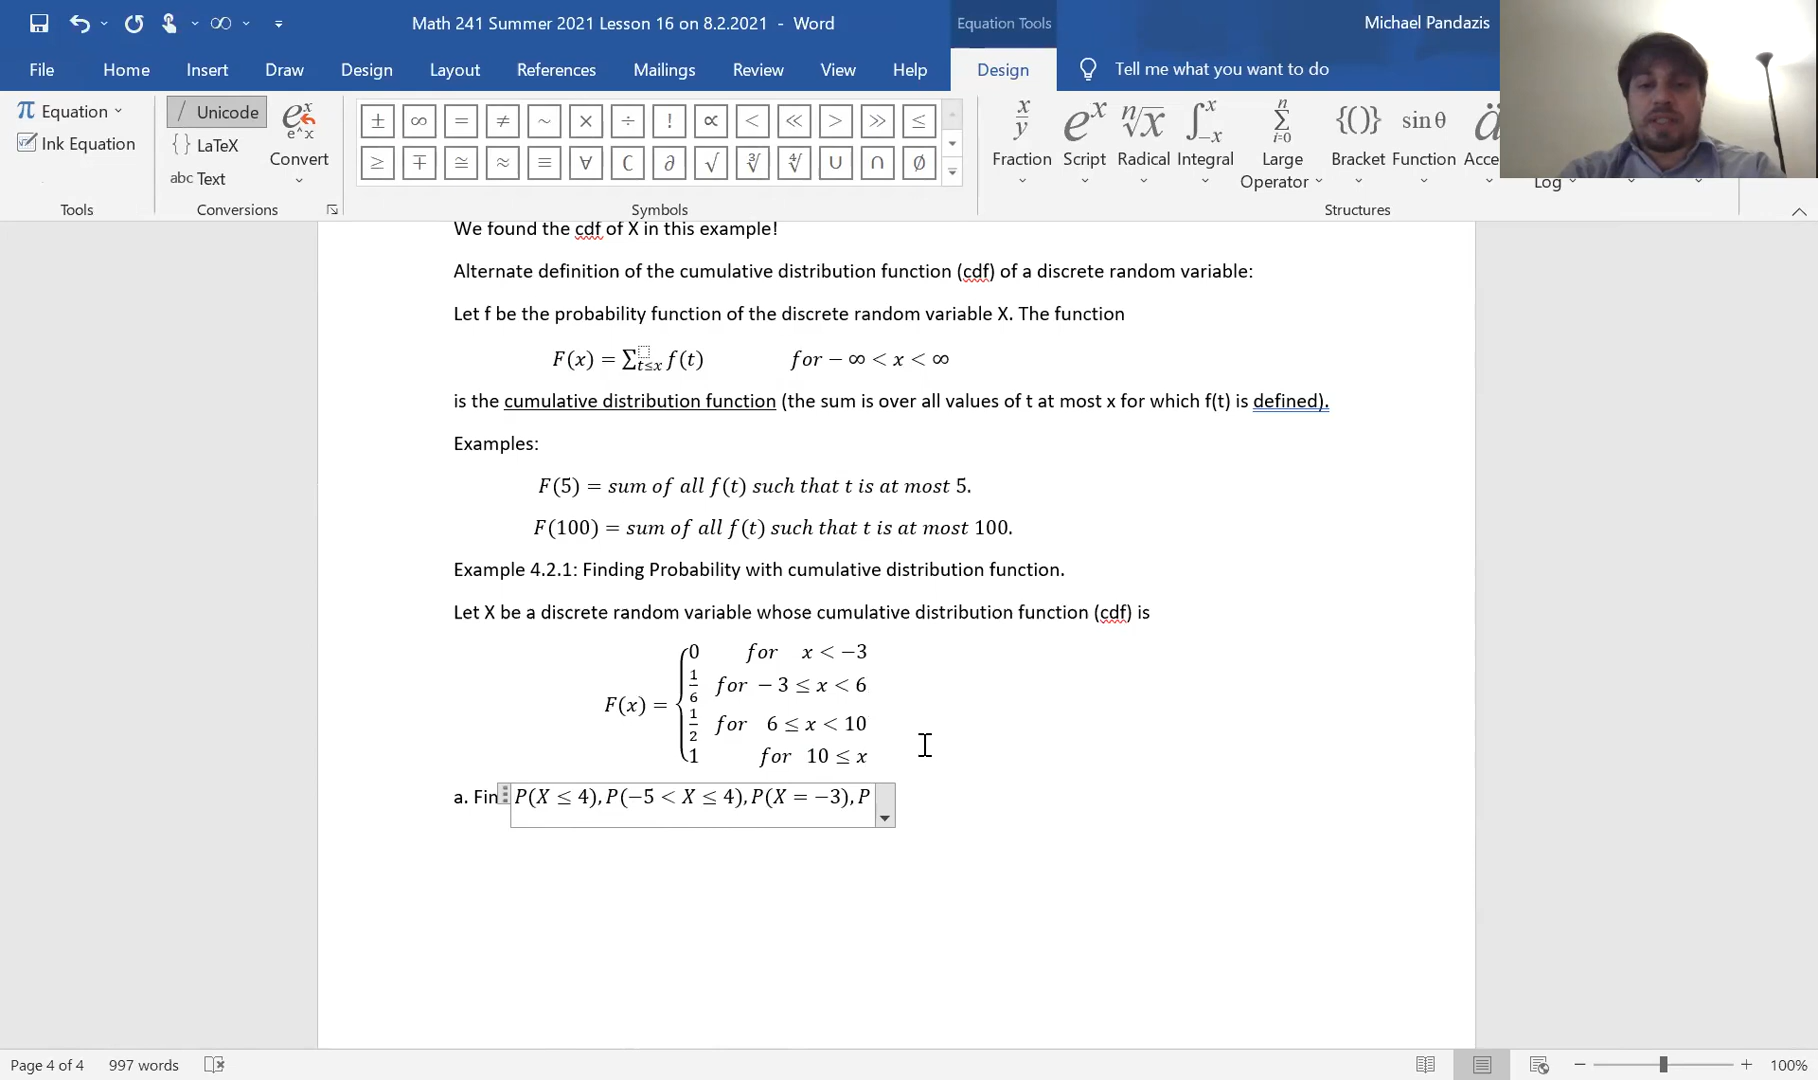 Math 241 Summer 2021 Lesson 16 on 8.2.2021 - Word
Equation Tools
Michael Pandazis
File Home Insert Draw Design Layout References Mailings Review View Help Design Tell me what you want to do
π Equation
Ink Equation
Tools
/ Unicode
{} LaTeX
abc Text
eˣ e^x
Convert
Conversions
± ∞ = ≠ ~ × ÷ ! ∝ < ≪ > ≫ ≤
≥ ∓ ≅ ≈ ≡ ∀ ∁ ∂ √ ∛ ∜ ∪ ∩ ∅
Symbols
x/y eˣ ⁿ√x ∫₋ₓˣ Σⁿᵢ₌₀ {()} sinθ ä
Fraction Script Radical Integral Large Operator Bracket Function Acce
Log
Structures
We found the cdf of X in this example!
Alternate definition of the cumulative distribution function (cdf) of a discrete random variable:
Let f be the probability function of the discrete random variable X. The function
F(x) = ∑_{t≤x} f(t) for − ∞ < x < ∞
is the cumulative distribution function (the sum is over all values of t at most x for which f(t) is defined).
Examples:
F(5) = sum of all f(t) such that t is at most 5.
F(100) = sum of all f(t) such that t is at most 100.
Example 4.2.1: Finding Probability with cumulative distribution function.
Let X be a discrete random variable whose cumulative distribution function (cdf) is
F(x) = {
0 for x < −3
1/6 for − 3 ≤ x < 6
1/2 for 6 ≤ x < 10
1 for 10 ≤ x
a. Fin P(X ≤ 4), P(−5 < X ≤ 4), P(X = −3), P
Page 4 of 4 997 words
100%